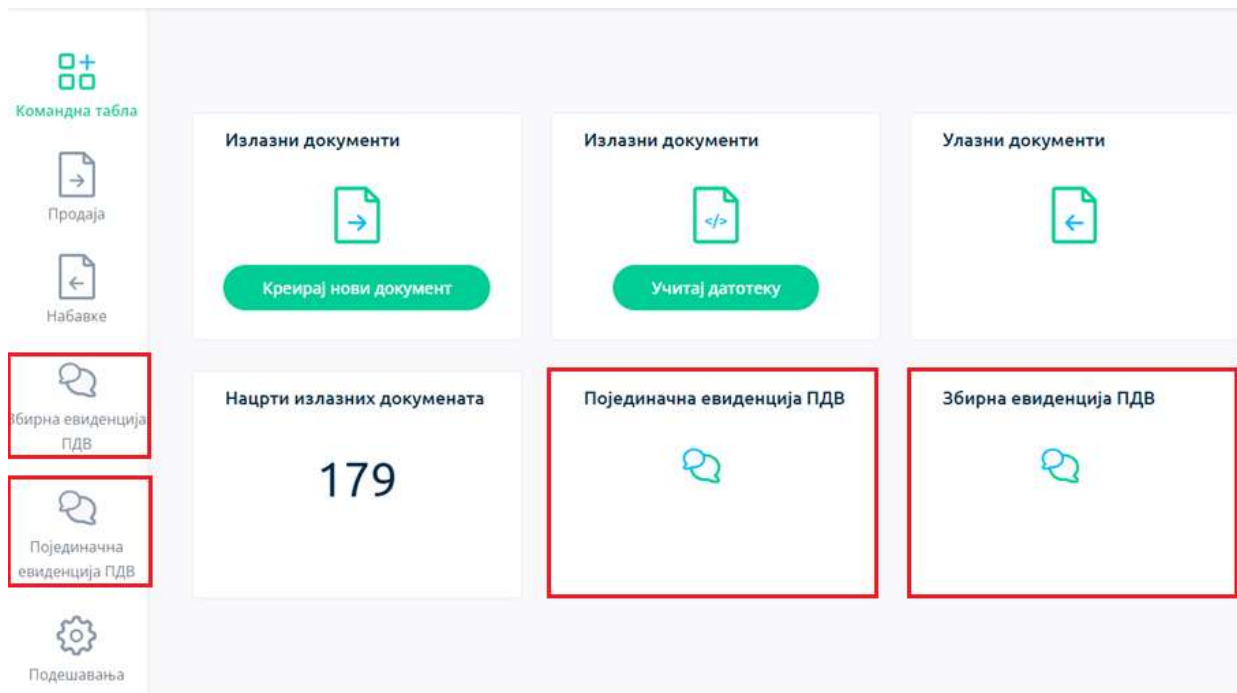 Командна табла
Продаја
Набавке
Збирна евиденција
ПДВ
Појединачна
евиденција ПДВ
Подешавања
Излазни документи
Креирај нови документ
Излазни документи
</>
Учитај датотеку
Улазни документи
Нацрти излазних докумената
179
Појединачна евиденција ПДВ
Збирна евиденција ПДВ